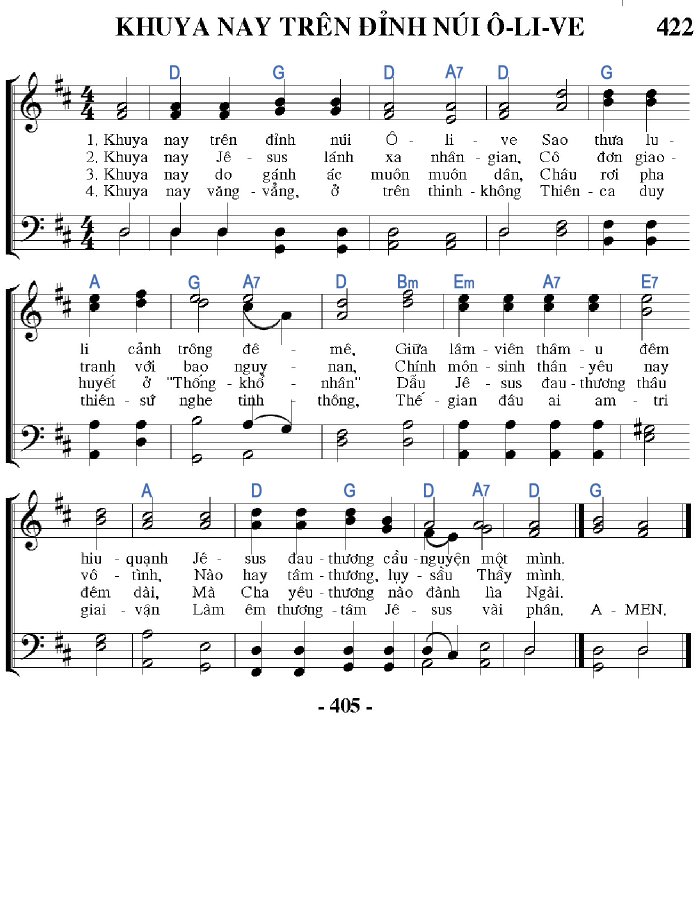 KHUYA NAY TRÊN ĐỈNH NÚI Ô-LI-VE 422
D G D A7 D G
1. Khuya nay trên đỉnh núi Ô - li - ve Sao thưa lu-
2. Khuya nay Jê - sus lánh xa nhân - gian, Cô đơn giao-
3. Khuya nay do gánh ác muôn muôn dân, Châu rơi pha
4. Khuya nay văng - vẳng, ở trên thinh - không Thiên - ca duy
A G A7 D Bm Em A7 E7
li cảnh trống đê - mê, Giữa lâm - viên thâm - u đêm
tranh với bao nguy - nan, Chính môn - sinh thân - yêu nay
huyết ở "Thống - khổ - nhân" Dẫu Jê - sus đau - thương thâu
thiên - sứ nghe tịnh - thông, Thế - gian đâu ai am - tri
A D G D A7 D G
hiu - quạnh Jê - sus đau - thương cầu - nguyện một mình.
vô - tình, Nào hay tâm - thương, lụy - sầu Thầy mình.
đêm dài, Mà Cha yêu - thương nào đành lìa Ngài.
giai - vận Làm êm thương - tâm Jê - sus vài phân. A - MEN.
- 405 -